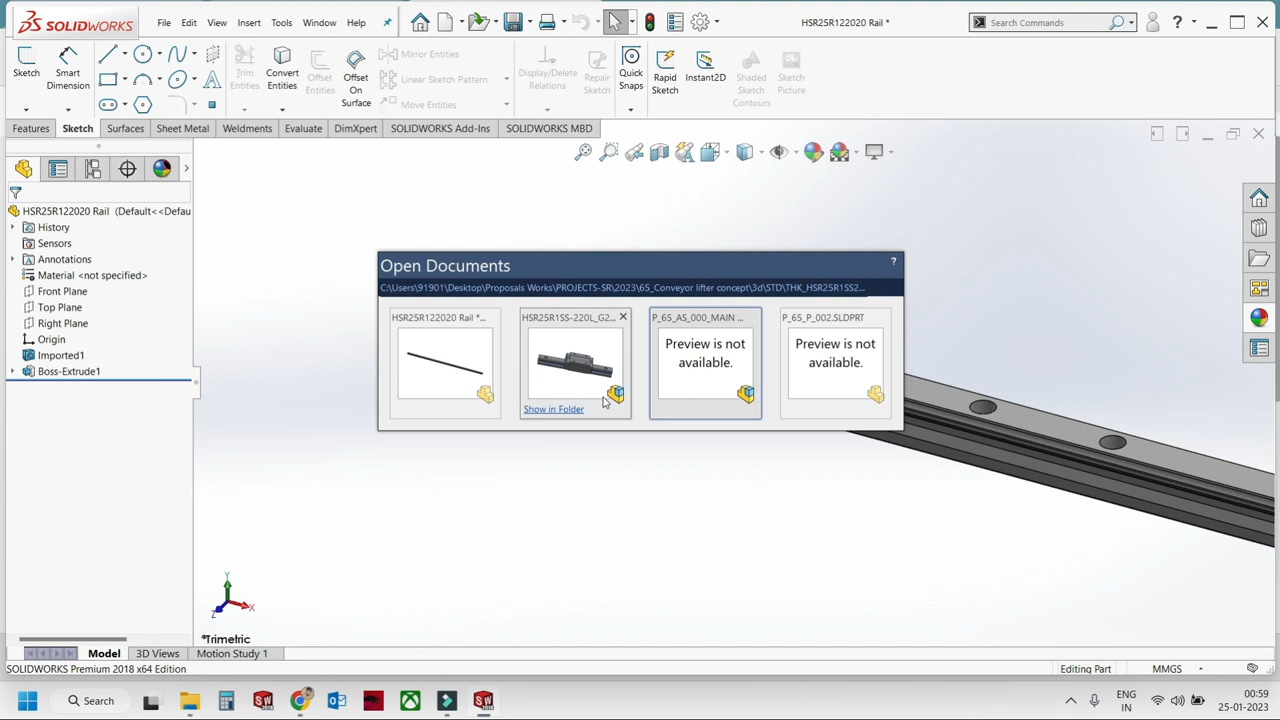 SOLIDWORKS
File Edit View Insert Tools Window Help
HSR25R122020 Rail *
Search Commands
?
Sketch
Smart Dimension
Trim Entities
Convert Entities
Offset Entities
Offset On Surface
Mirror Entities
Linear Sketch Pattern
Move Entities
Display/Delete Relations
Repair Sketch
Quick Snaps
Rapid Sketch
Instant2D
Shaded Sketch Contours
Sketch Picture
Features Sketch Surfaces Sheet Metal Weldments Evaluate DimXpert SOLIDWORKS Add-Ins SOLIDWORKS MBD
HSR25R122020 Rail (Default<<Defau
History
Sensors
Annotations
Material <not specified>
Front Plane
Top Plane
Right Plane
Origin
Imported1
Boss-Extrude1
Open Documents
?
C:\Users\91901\Desktop\Proposals Works\PROJECTS-SR\2023\65_Conveyor lifter concept\3d\STD\THK_HSR25R1SS2...
HSR25R122020 Rail *...
HSR25R1SS-220L_G2...
Show in Folder
P_65_AS_000_MAIN ...
Preview is not available.
P_65_P_002.SLDPRT
Preview is not available.
Y
X
Z
*Trimetric
Model 3D Views Motion Study 1
SOLIDWORKS Premium 2018 x64 Edition
Editing Part
MMGS
Search
ENG
IN
00:59
25-01-2023